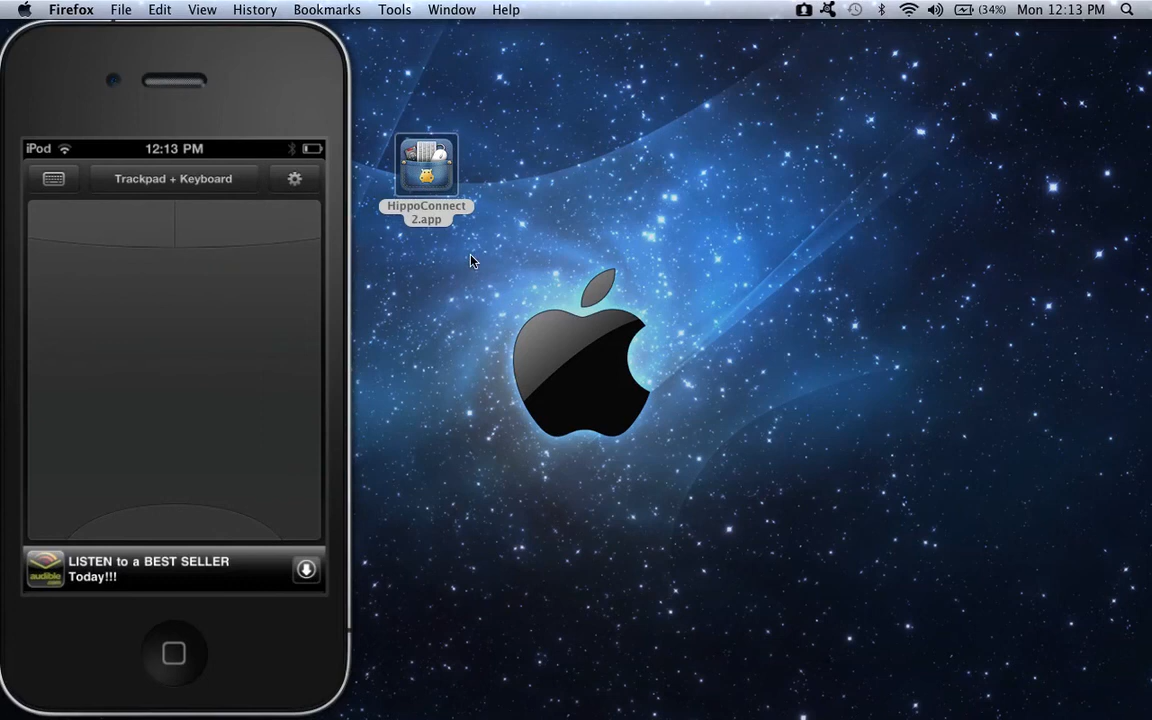 Firefox File Edit View History Bookmarks Tools Window Help (34%) Mon 12:13 PM
iPod 12:13 PM
Trackpad + Keyboard
HippoConnect
2.app
LISTEN to a BEST SELLER
Today!!!
audible